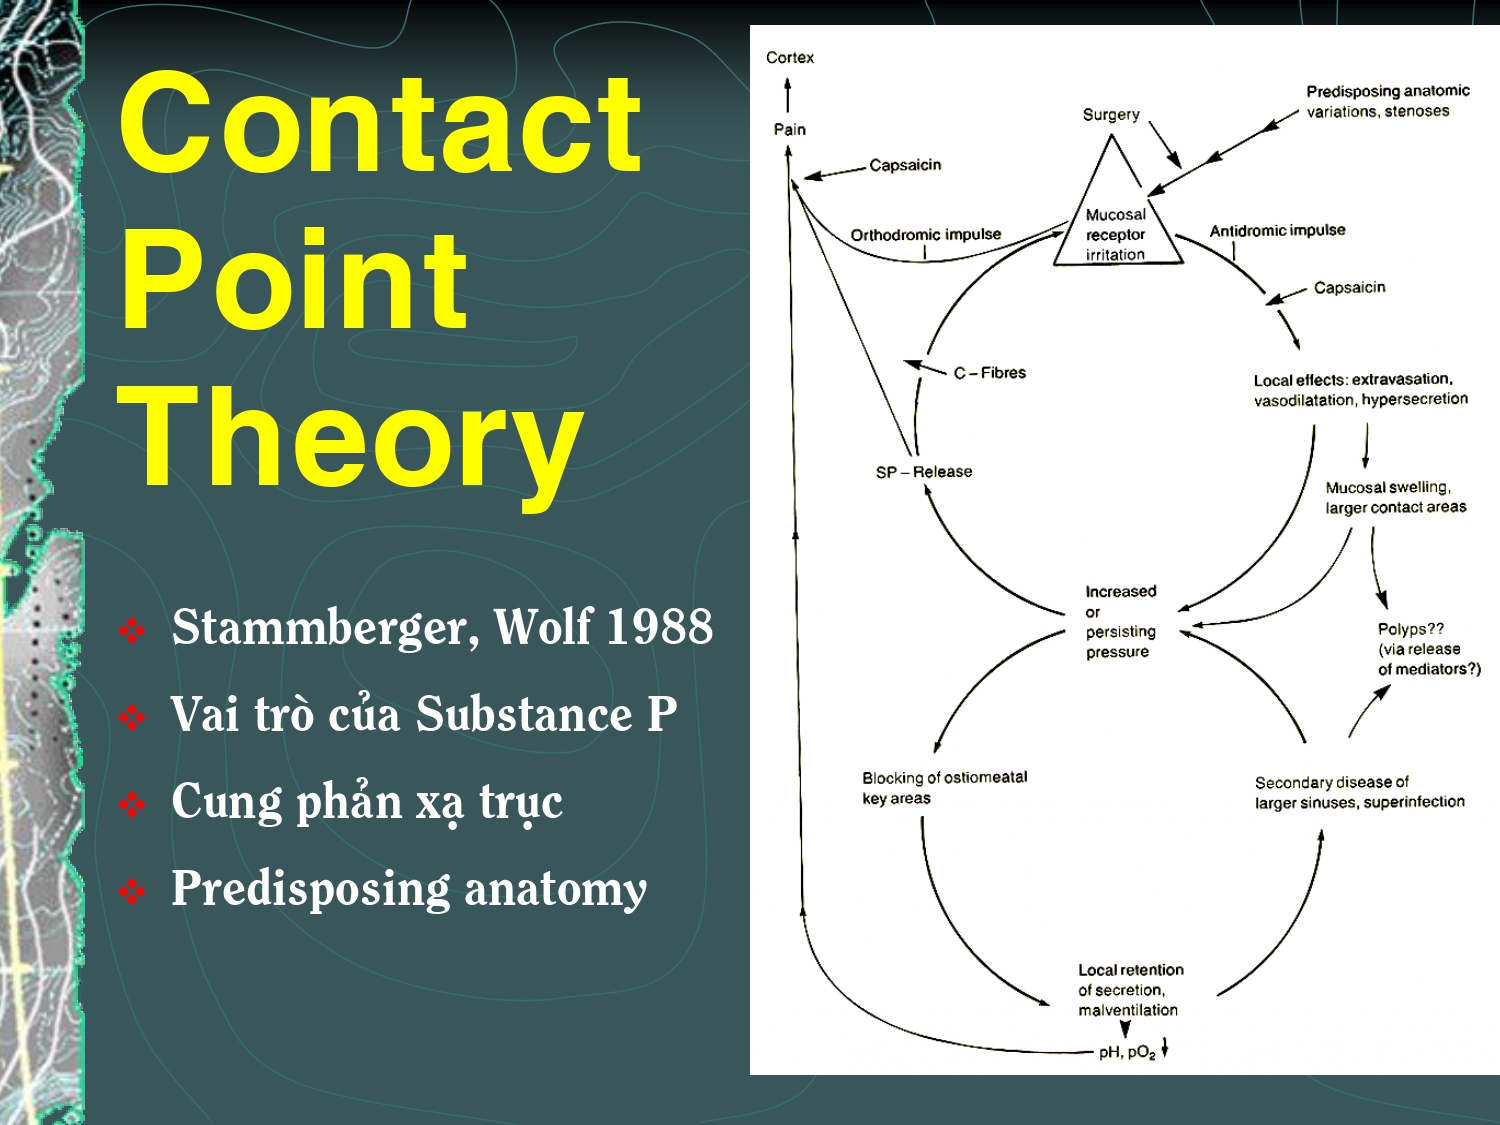 Contact
Point
Theory
Stammberger, Wolf 1988
Vai trò của Substance P
Cung phản xạ trục
Predisposing anatomy
Cortex
Pain
Capsaicin
Orthodromic impulse
Surgery
Predisposing anatomic
variations, stenoses
Mucosal
receptor
irritation
Antidromic impulse
Capsaicin
C – Fibres
Local effects: extravasation,
vasodilatation, hypersecretion
SP – Release
Mucosal swelling,
larger contact areas
Increased
or
persisting
pressure
Polyps??
(via release
of mediators?)
Blocking of ostiomeatal
key areas
Secondary disease of
larger sinuses, superinfection
Local retention
of secretion,
malventilation
pH, pO₂